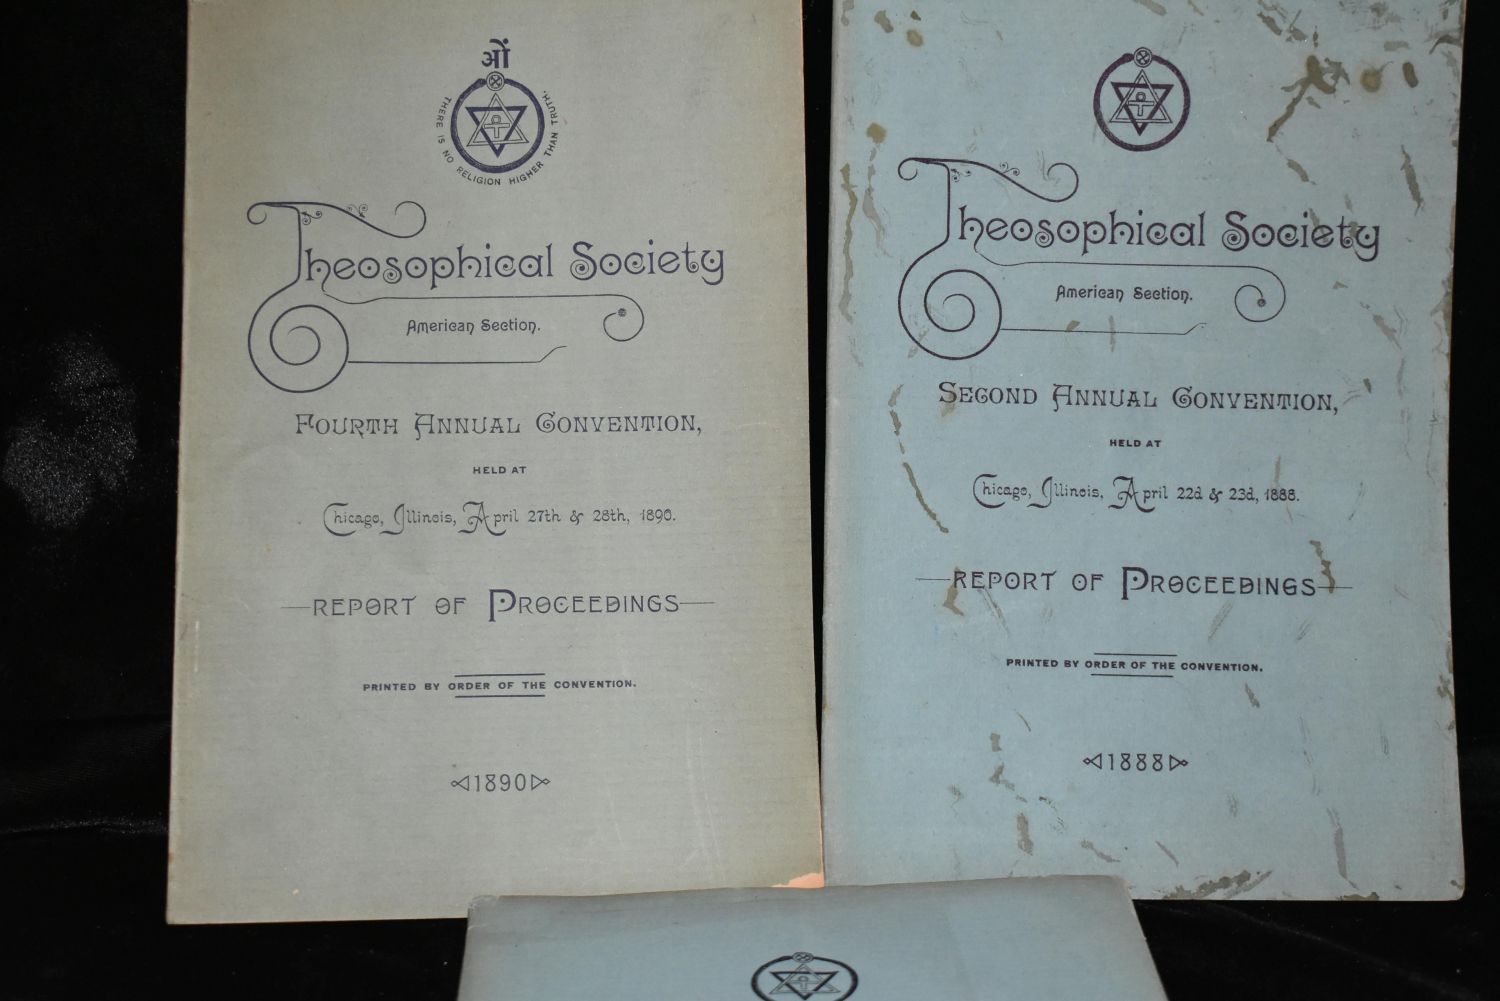 ओं
THERE IS NO RELIGION HIGHER THAN TRUTH.
Theosophical Society
American Section.
FOURTH ANNUAL CONVENTION,
HELD AT
Chicago, Illinois, April 27th & 28th, 1890.
REPORT OF PROCEEDINGS
PRINTED BY ORDER OF THE CONVENTION.
1890
Theosophical Society
American Section.
SECOND ANNUAL CONVENTION,
HELD AT
Chicago, Illinois, April 22d & 23d, 1888.
REPORT OF PROCEEDINGS
PRINTED BY ORDER OF THE CONVENTION.
1888